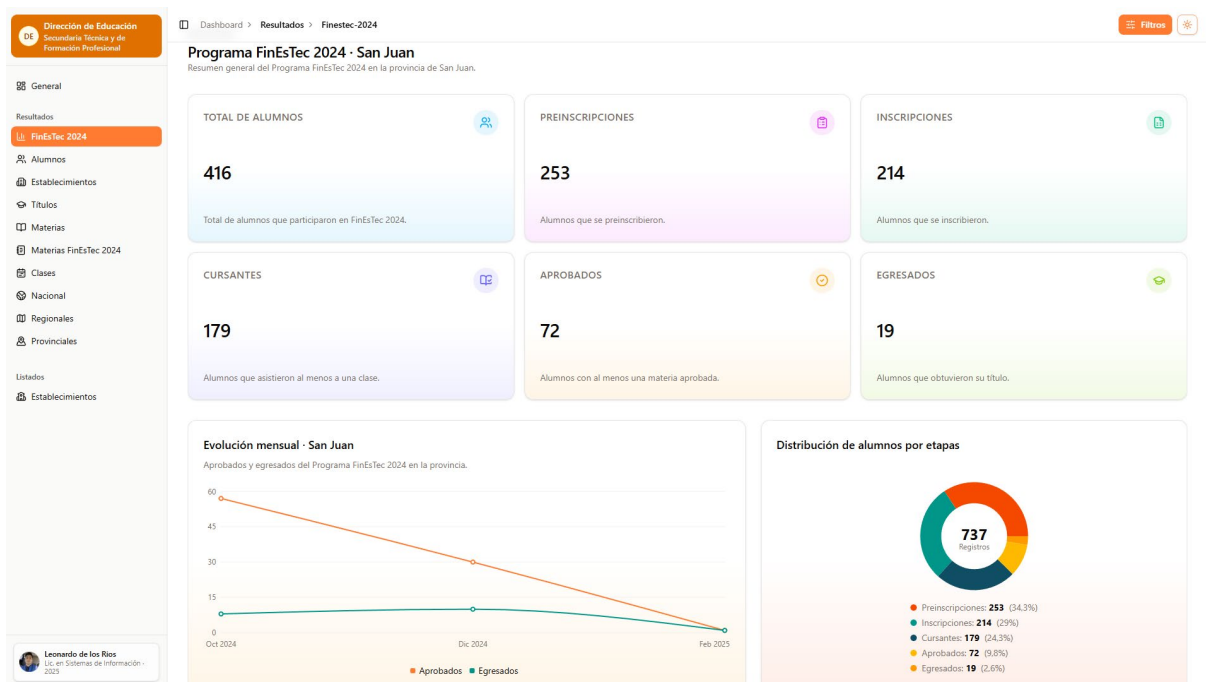 DE
Dirección de Educación
Secundaria Técnica y de
Formación Profesional
General
Resultados
FinEsTec 2024
Alumnos
Establecimientos
Títulos
Materias
Materias FinEsTec 2024
Clases
Nacional
Regionales
Provinciales
Listados
Establecimientos
Leonardo de los Rios
Lic. en Sistemas de Información -
2025
Dashboard > Resultados > Finestec-2024
Filtros
Programa FinEsTec 2024 · San Juan
Resumen general del Programa FinEsTec 2024 en la provincia de San Juan.
TOTAL DE ALUMNOS
416
Total de alumnos que participaron en FinEsTec 2024.
PREINSCRIPCIONES
253
Alumnos que se preinscribieron.
INSCRIPCIONES
214
Alumnos que se inscribieron.
CURSANTES
179
Alumnos que asistieron al menos a una clase.
APROBADOS
72
Alumnos con al menos una materia aprobada.
EGRESADOS
19
Alumnos que obtuvieron su título.
Evolución mensual · San Juan
Aprobados y egresados del Programa FinEsTec 2024 en la provincia.
60
45
30
15
0
Oct 2024 Dic 2024 Feb 2025
Aprobados Egresados
Distribución de alumnos por etapas
737
Registros
Preinscripciones: 253 (34,3%)
Inscripciones: 214 (29%)
Cursantes: 179 (24,3%)
Aprobados: 72 (9,8%)
Egresados: 19 (2,6%)